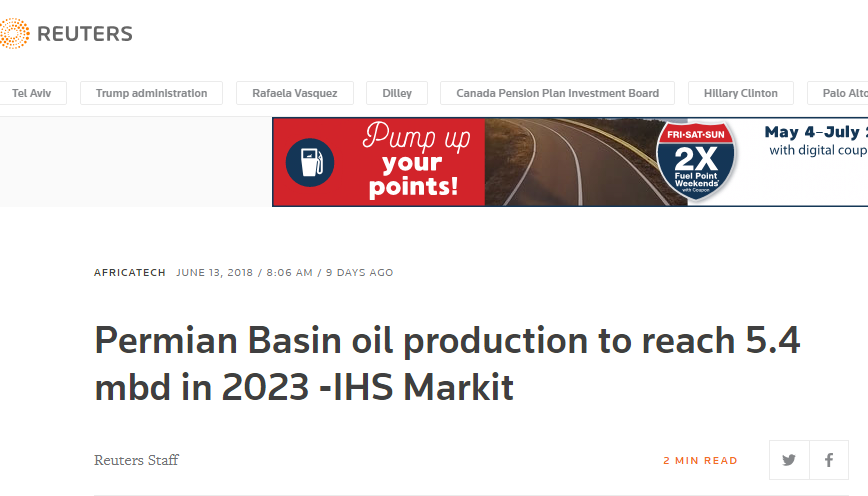 REUTERS
Tel Aviv
Trump administration
Rafaela Vasquez
Dilley
Canada Pension Plan Investment Board
Hillary Clinton
Palo Alto
Pump up
your
points!
FRI-SAT-SUN
2X
Fuel Point
Weekends
with Coupon
May 4–July 2
with digital coup
AFRICATECH JUNE 13, 2018 / 8:06 AM / 9 DAYS AGO
Permian Basin oil production to reach 5.4
mbd in 2023 -IHS Markit
Reuters Staff
2 MIN READ